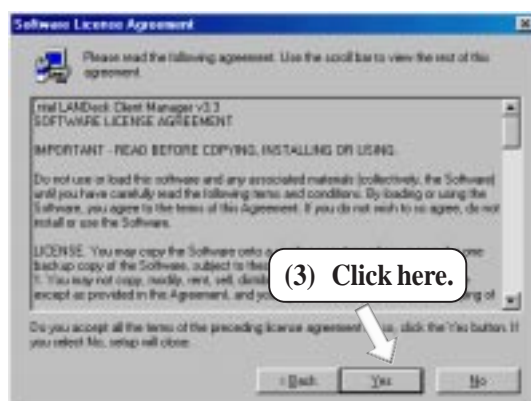 Software License Agreement
Please read the following agreement. Use the scroll bar to view the rest of this
agreement.
Intel LANDesk Client Manager v3.3
SOFTWARE LICENSE AGREEMENT
IMPORTANT - READ BEFORE COPYING, INSTALLING OR USING.
Do not use or load this software and any associated materials (collectively, the Software)
until you have carefully read the following terms and conditions. By loading or using the
Software, you agree to the terms of this Agreement. If you do not wish to so agree, do not
install or use the Software.
LICENSE. You may copy the Software onto a
backup copy of the Software, subject to these
1. You may not copy, modify, rent, sell,
except as provided in the Agreement, and you of
(3) Click here.
Do you accept all the terms of the preceding license agreement click the Yes button. If
you select No, setup will close.
< Back
Yes
No